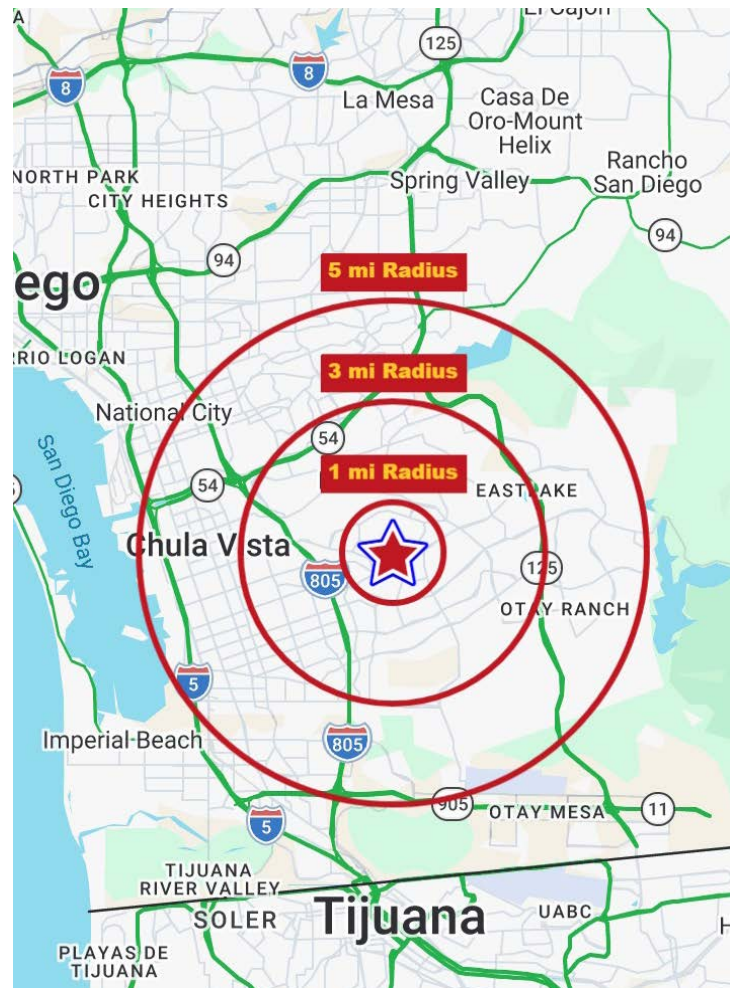 El Cajon
A
125
8
8
La Mesa
Casa De
Oro-Mount
Helix
NORTH PARK
CITY HEIGHTS
Spring Valley
Rancho
San Diego
94
94
ego
5 mi Radius
RIO LOGAN
3 mi Radius
National City
54
San Diego Bay
1 mi Radius
54
EASTLAKE
Chula Vista
805
125
OTAY RANCH
5
Imperial Beach
805
905
OTAY MESA
11
5
TIJUANA
RIVER VALLEY
SOLER
Tijuana
UABC
H
PLAYAS DE
TIJUANA